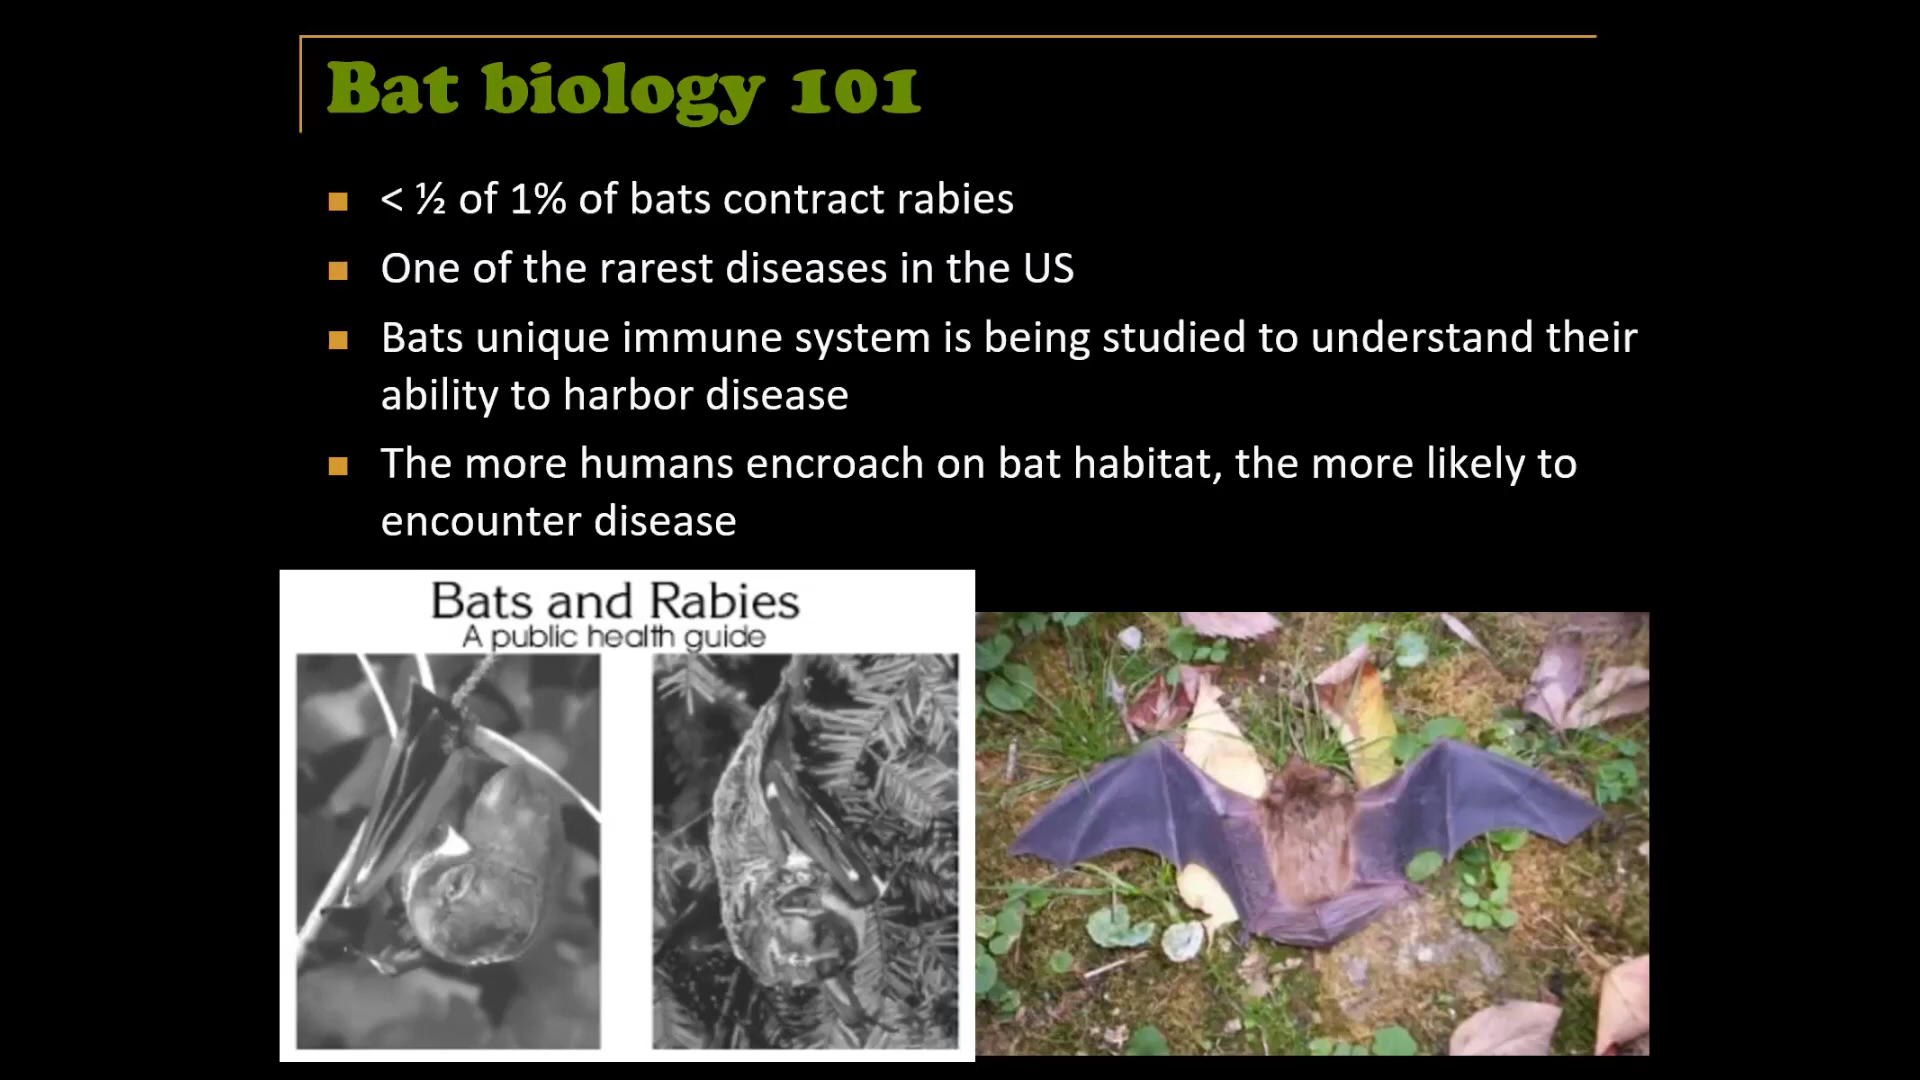 Bat biology 101
< ½ of 1% of bats contract rabies
One of the rarest diseases in the US
Bats unique immune system is being studied to understand their
ability to harbor disease
The more humans encroach on bat habitat, the more likely to
encounter disease
Bats and Rabies
A public health guide